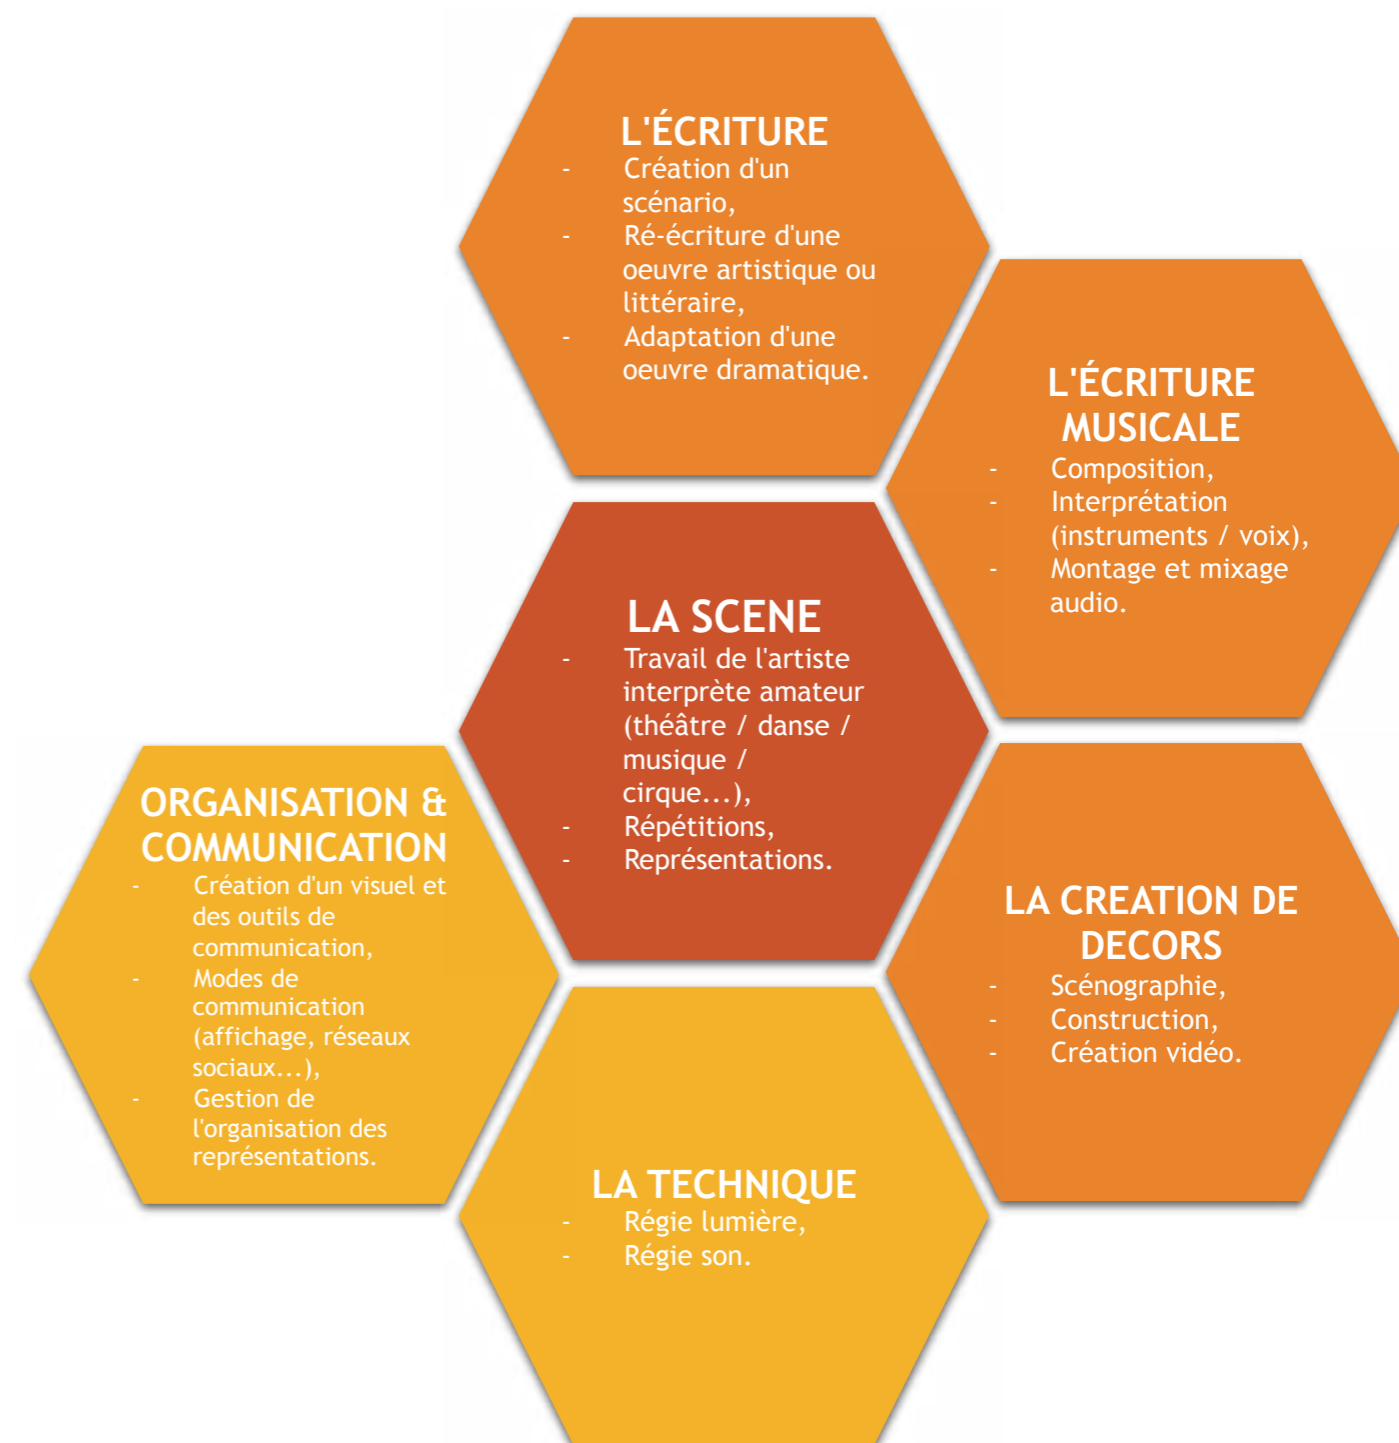 L'ÉCRITURE
- Création d'un
scénario,
- Ré-écriture d'une
oeuvre artistique ou
littéraire,
- Adaptation d'une
oeuvre dramatique.
L'ÉCRITURE
MUSICALE
- Composition,
- Interprétation
(instruments / voix),
- Montage et mixage
audio.
LA SCENE
- Travail de l'artiste
interprète amateur
(théâtre / danse /
musique /
cirque...),
- Répétitions,
- Représentations.
ORGANISATION &
COMMUNICATION
- Création d'un visuel et
des outils de
communication,
- Modes de
communication
(affichage, réseaux
sociaux...),
- Gestion de
l'organisation des
représentations.
LA CREATION DE
DECORS
- Scénographie,
- Construction,
- Création vidéo.
LA TECHNIQUE
- Régie lumière,
- Régie son.